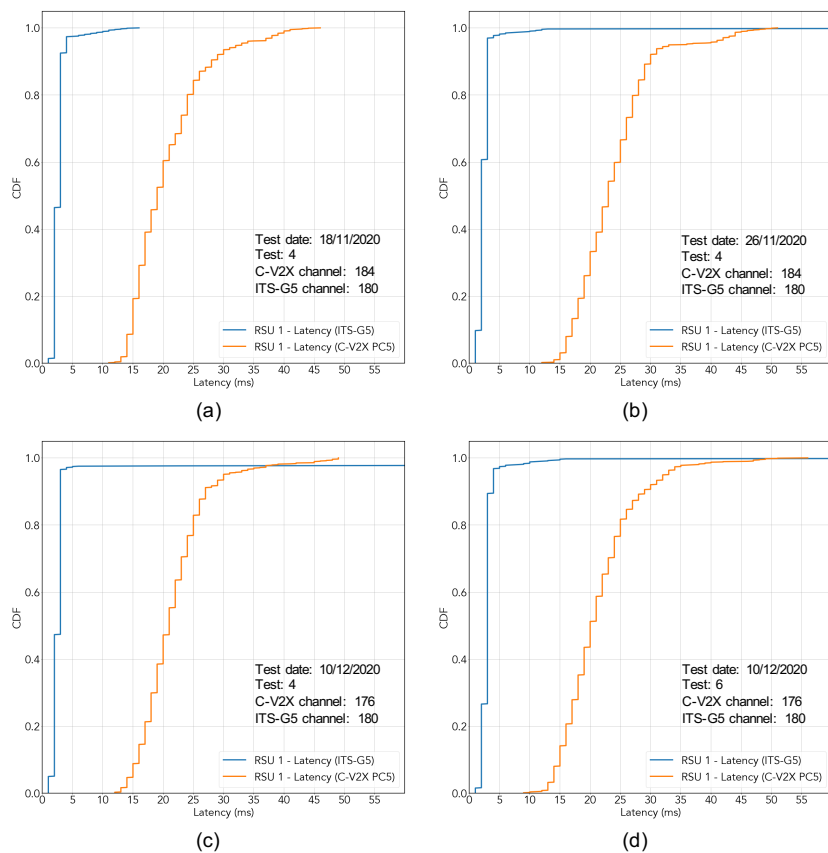 1.0
0.8
0.6
0.4
0.2
0.0
CDF
Test date: 18/11/2020
Test: 4
C-V2X channel: 184
ITS-G5 channel: 180
RSU 1 - Latency (ITS-G5)
RSU 1 - Latency (C-V2X PC5)
0 5 10 15 20 25 30 35 40 45 50 55
Latency (ms)
(a)
1.0
0.8
0.6
0.4
0.2
0.0
CDF
Test date: 26/11/2020
Test: 4
C-V2X channel: 184
ITS-G5 channel: 180
RSU 1 - Latency (ITS-G5)
RSU 1 - Latency (C-V2X PC5)
0 5 10 15 20 25 30 35 40 45 50 55
Latency (ms)
(b)
1.0
0.8
0.6
0.4
0.2
0.0
CDF
Test date: 10/12/2020
Test: 4
C-V2X channel: 176
ITS-G5 channel: 180
RSU 1 - Latency (ITS-G5)
RSU 1 - Latency (C-V2X PC5)
0 5 10 15 20 25 30 35 40 45 50 55
Latency (ms)
(c)
1.0
0.8
0.6
0.4
0.2
0.0
CDF
Test date: 10/12/2020
Test: 6
C-V2X channel: 176
ITS-G5 channel: 180
RSU 1 - Latency (ITS-G5)
RSU 1 - Latency (C-V2X PC5)
0 5 10 15 20 25 30 35 40 45 50 55
Latency (ms)
(d)